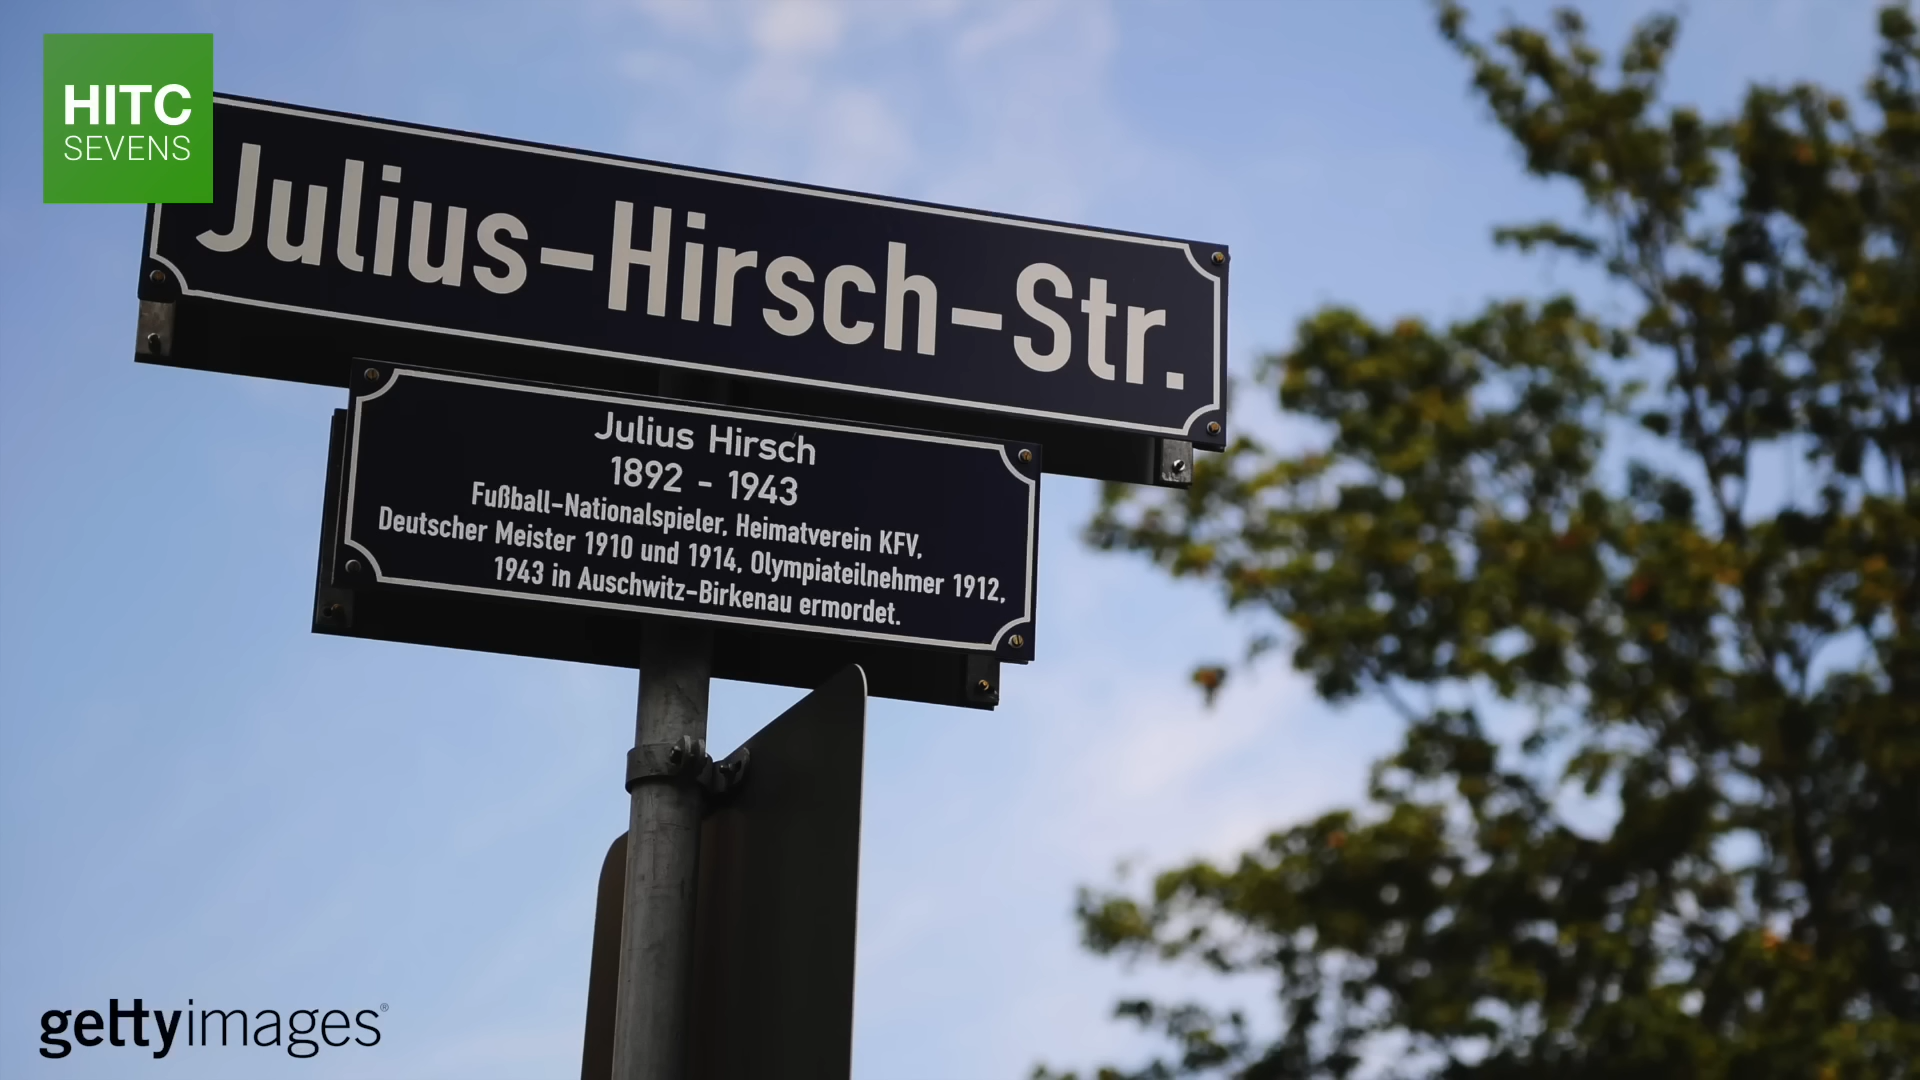 HITC
SEVENS
Julius-Hirsch-Str.
Julius Hirsch
1892 - 1943
Fußball-Nationalspieler, Heimatverein KFV,
Deutscher Meister 1910 und 1914, Olympiateilnehmer 1912,
1943 in Auschwitz-Birkenau ermordet.
gettyimages®